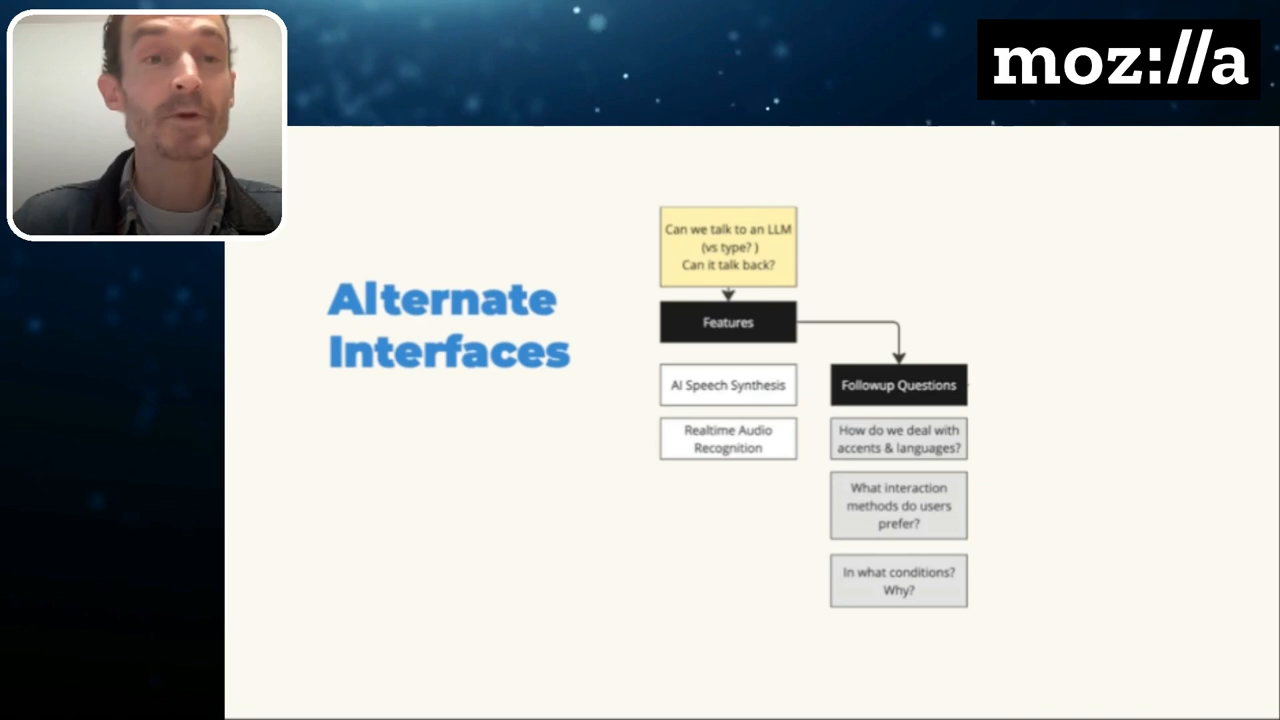 moz://a
Alternate
Interfaces
Can we talk to an LLM
(vs type? )
Can it talk back?
Features
AI Speech Synthesis
Realtime Audio
Recognition
Followup Questions
How do we deal with
accents & languages?
What interaction
methods do users
prefer?
In what conditions?
Why?